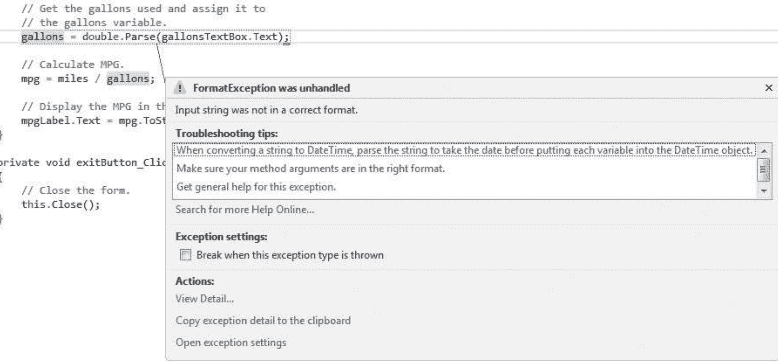 // Get the gallons used and assign it to
// the gallons variable.
gallons = double.Parse(gallonsTextBox.Text);
// Calculate MPG.
mpg = miles / gallons;
// Display the MPG in th
mpgLabel.Text = mpg.ToSt
}
private void exitButton_Clic
{
// Close the form.
this.Close();
}
FormatException was unhandled
Input string was not in a correct format.
Troubleshooting tips:
When converting a string to DateTime, parse the string to take the date before putting each variable into the DateTime object.
Make sure your method arguments are in the right format.
Get general help for this exception.
Search for more Help Online...
Exception settings:
Break when this exception type is thrown
Actions:
View Detail...
Copy exception detail to the clipboard
Open exception settings